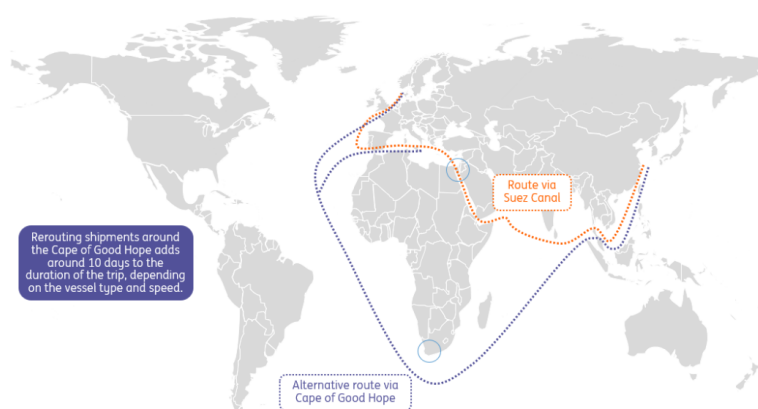 Route via
Suez Canal
Rerouting shipments around
the Cape of Good Hope adds
around 10 days to the
duration of the trip, depending
on the vessel type and speed.
Alternative route via
Cape of Good Hope